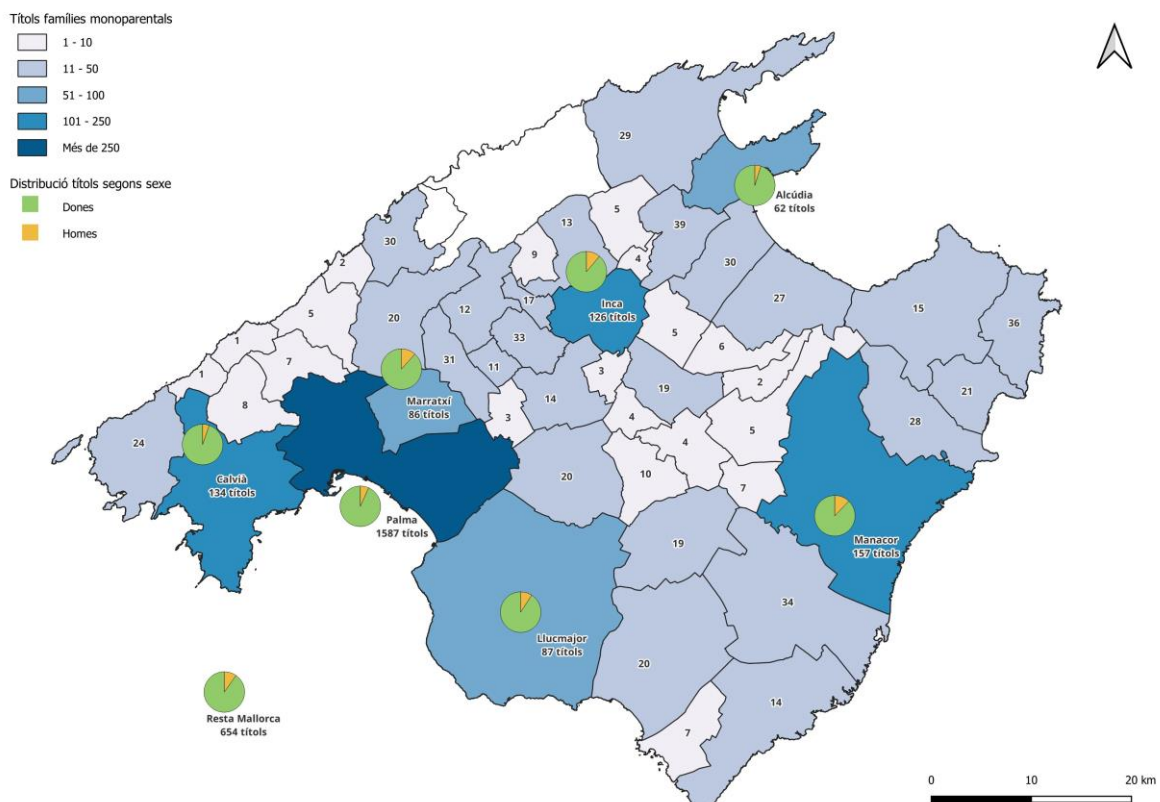 Títols famílies monoparentals
1 - 10
11 - 50
51 - 100
101 - 250
Més de 250
Distribució títols segons sexe
Dones
Homes
29
Alcúdia
62 títols
5
13
39
30
9
4
2
30
Inca
126 títols
17
12
27
15
36
5
20
33
5
6
1
7
31
11
3
19
2
21
1
Marratxí
86 títols
14
8
3
4
5
28
24
4
Calvià
134 títols
20
10
7
Palma
1587 títols
Manacor
157 títols
19
34
Llucmajor
87 títols
20
14
Resta Mallorca
654 títols
7
0
10
20 km